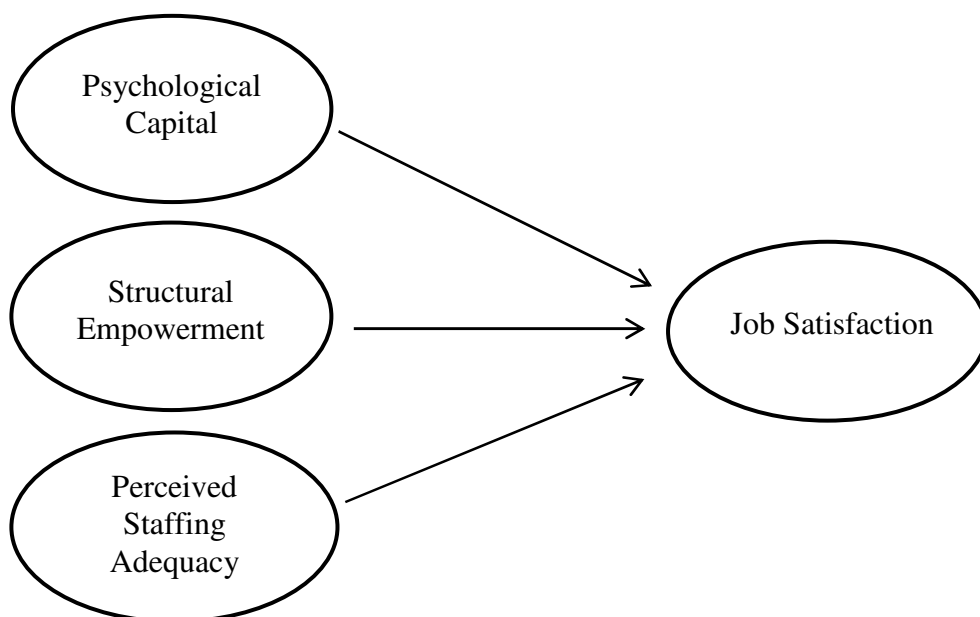 Psychological
Capital
Structural
Empowerment
Job Satisfaction
Perceived
Staffing
Adequacy